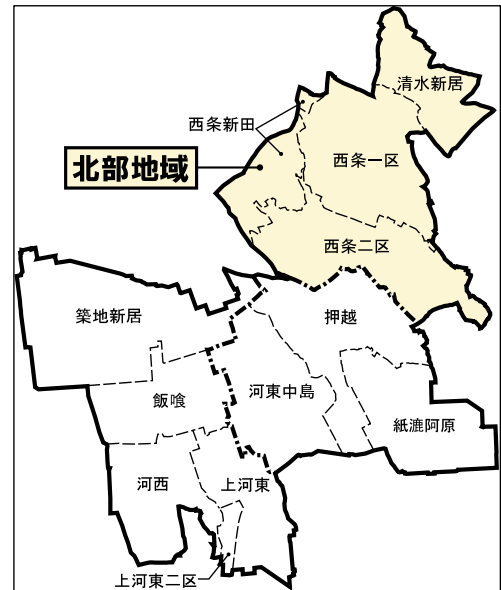 清水新居
西条新田
西条一区
北部地域
西条二区
押越
築地新居
飯喰
河東中島
紙漉阿原
河西
上河東
上河東二区